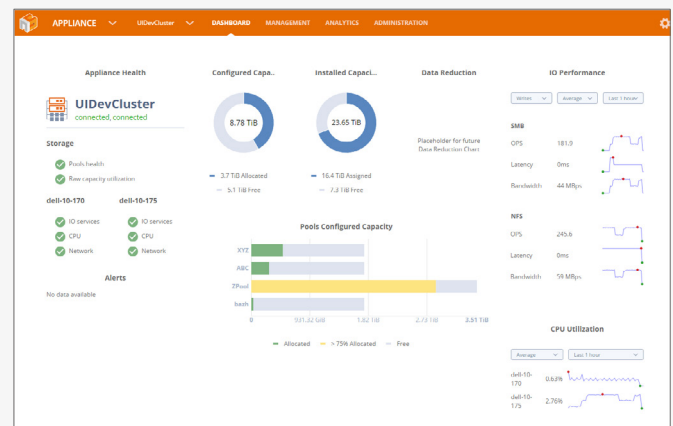 APPLIANCE
UIDevCluster
DASHBOARD
MANAGEMENT
ANALYTICS
ADMINISTRATION
Appliance Health
UIDevCluster
connected, connected
Storage
Pools health
Raw capacity utilization
dell-10-170 dell-10-175
IO services IO services
CPU CPU
Network Network
Alerts
No data available
Configured Capa..
8.78 TiB
3.7 TiB Allocated
5.1 TiB Free
Installed Capaci...
23.65 TiB
16.4 TiB Assigned
7.3 TiB Free
Data Reduction
Placeholder for future
Data Reduction Chart
Pools Configured Capacity
XYZ
ABC
ZPool
bash
0 931.32 GiB 1.82 TiB 2.73 TiB 3.51 TiB
Allocated > 75% Allocated Free
IO Performance
Average Last 1 hour
SMB
OPS 181.9
Latency 0ms
Bandwidth 44 MBps
NFS
OPS 245.6
Latency 0ms
Bandwidth 59 MBps
CPU Utilization
Average Last 1 hour
dell-10-
170 0.63%
dell-10-
175 2.76%